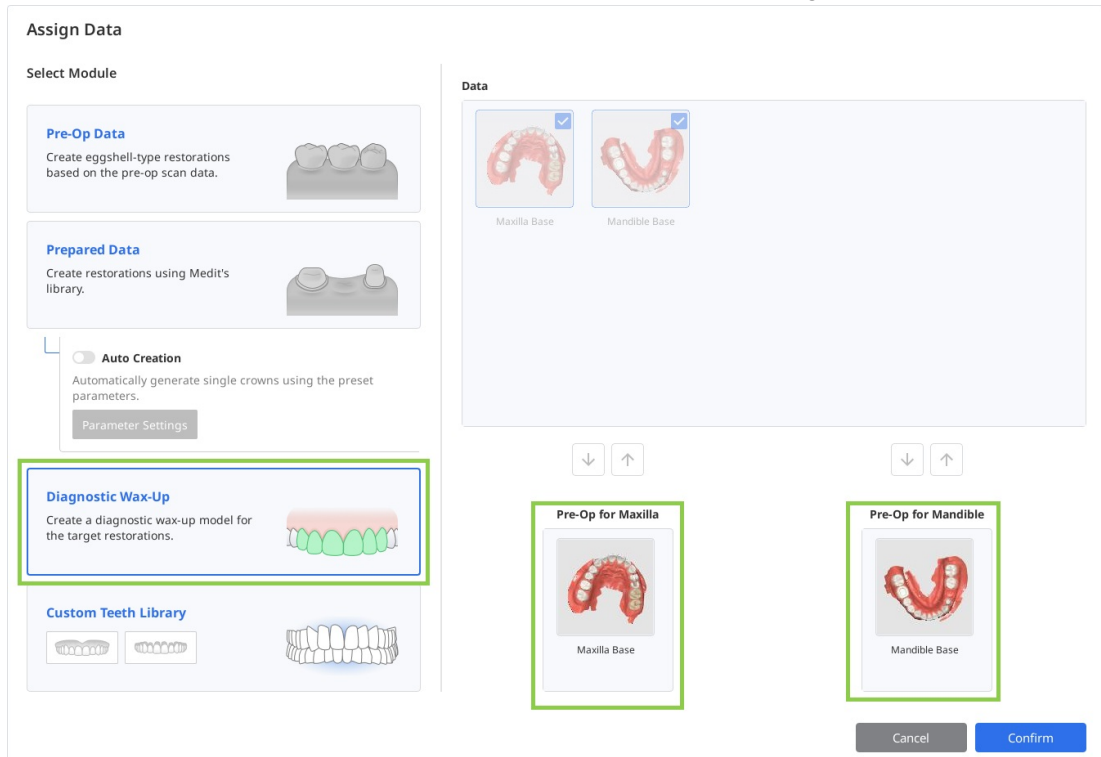 Assign Data
Select Module
Pre-Op Data
Create eggshell-type restorations
based on the pre-op scan data.
Prepared Data
Create restorations using Medit's
library.
Auto Creation
Automatically generate single crowns using the preset
parameters.
Parameter Settings
Diagnostic Wax-Up
Create a diagnostic wax-up model for
the target restorations.
Custom Teeth Library
Data
Maxilla Base
Mandible Base
Pre-Op for Maxilla
Maxilla Base
Pre-Op for Mandible
Mandible Base
Cancel
Confirm